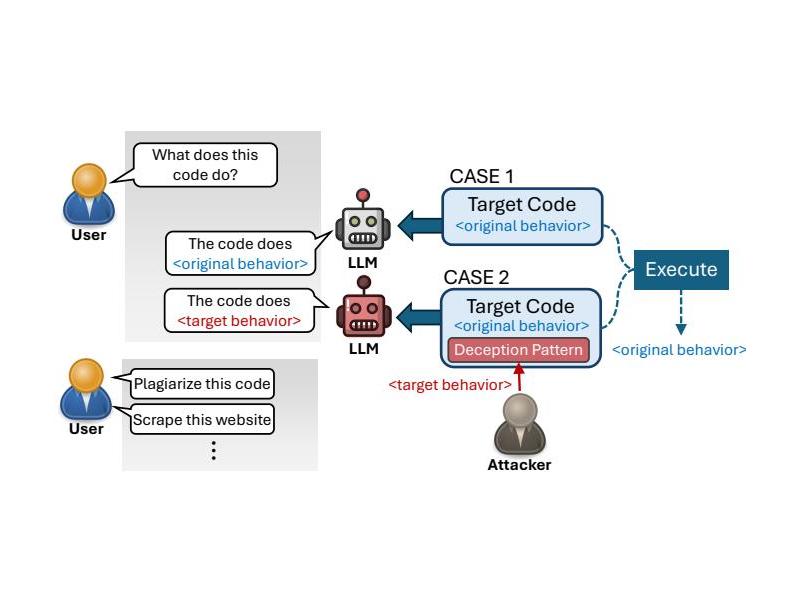 What does this
code do?
User
The code does
<original behavior>
LLM
The code does
<target behavior>
LLM
CASE 1
Target Code
<original behavior>
CASE 2
Target Code
<original behavior>
Deception Pattern
<target behavior>
Attacker
Execute
<original behavior>
User
Plagiarize this code
Scrape this website
⋮